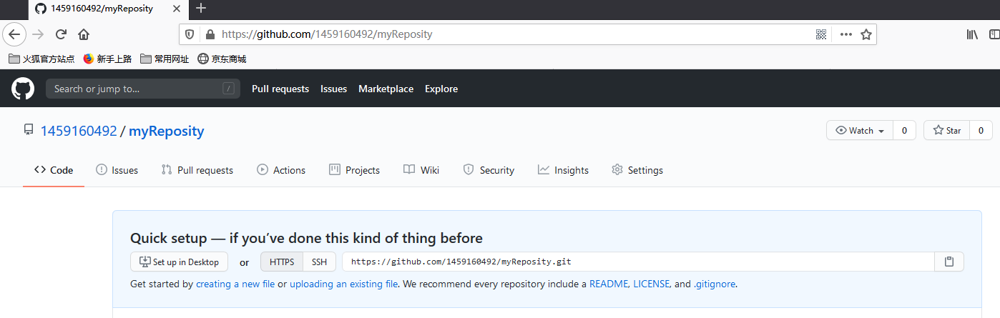 1459160492/myReposity
https://github.com/1459160492/myReposity
火狐官方站点 新手上路 常用网址 京东商城
Search or jump to... / Pull requests Issues Marketplace Explore
1459160492 / myReposity Watch 0 Star 0
Code Issues Pull requests Actions Projects Wiki Security Insights Settings
Quick setup — if you’ve done this kind of thing before
Set up in Desktop or HTTPS SSH https://github.com/1459160492/myReposity.git
Get started by creating a new file or uploading an existing file. We recommend every repository include a README, LICENSE, and .gitignore.